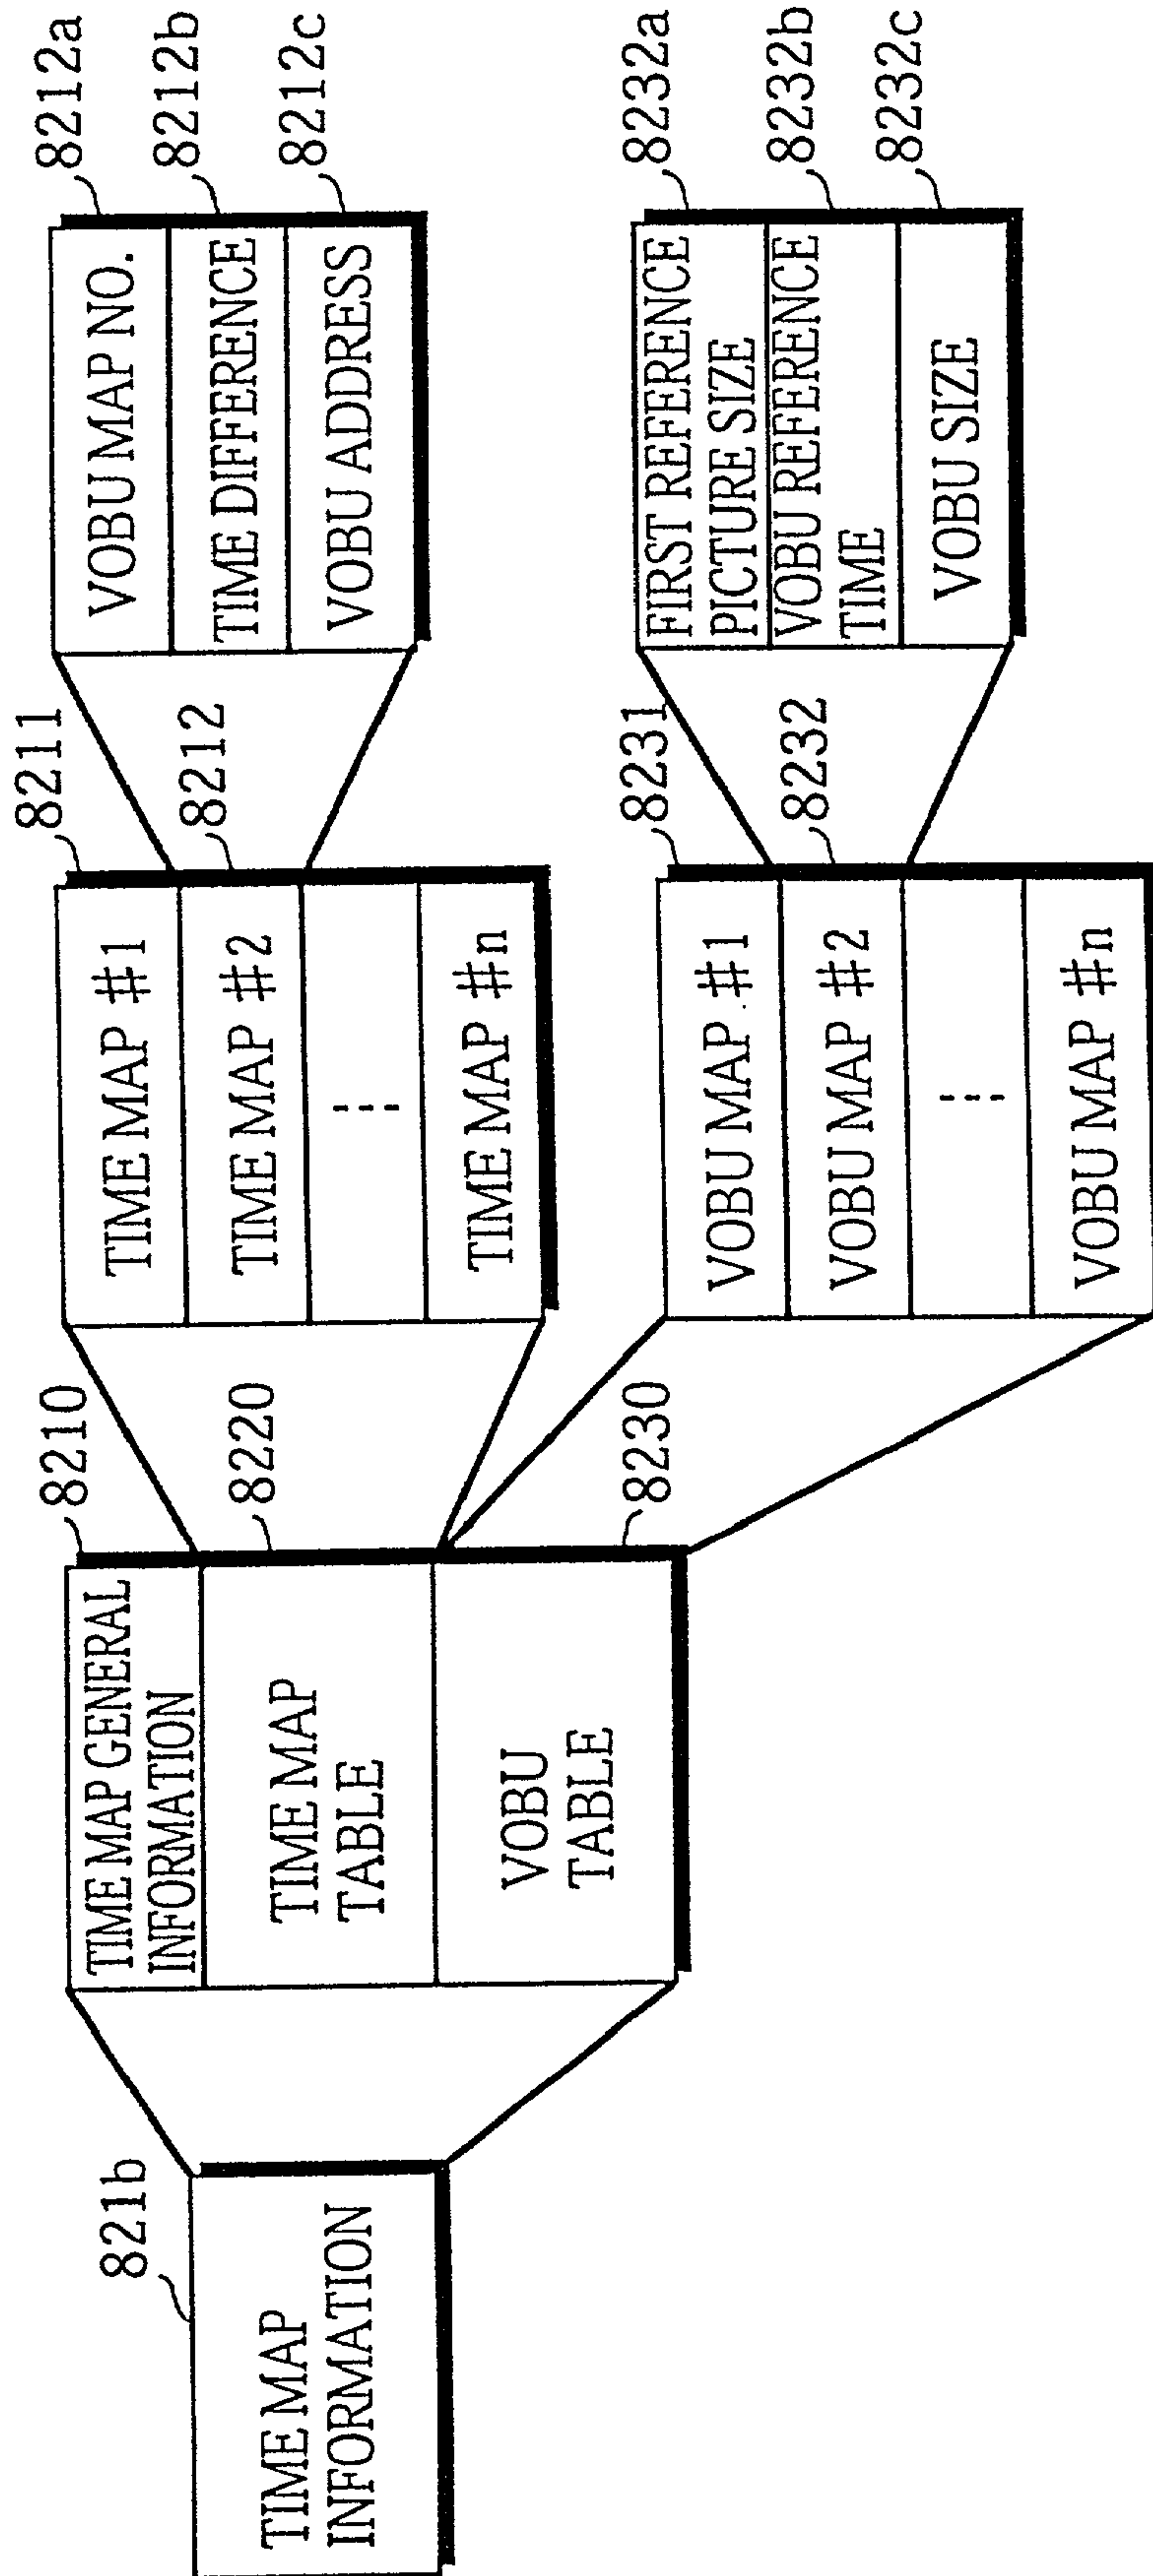 821b
TIME MAP
INFORMATION
8210
TIME MAP GENERAL
INFORMATION
8220
TIME MAP
TABLE
8230
VOBU
TABLE
8211
TIME MAP #1
8212
TIME MAP #2
⋮
TIME MAP #n
8231
VOBU MAP #1
8232
VOBU MAP #2
⋮
VOBU MAP #n
8212a
VOBU MAP NO.
8212b
TIME DIFFERENCE
8212c
VOBU ADDRESS
8232a
FIRST REFERENCE
PICTURE SIZE
8232b
VOBU REFERENCE
TIME
8232c
VOBU SIZE